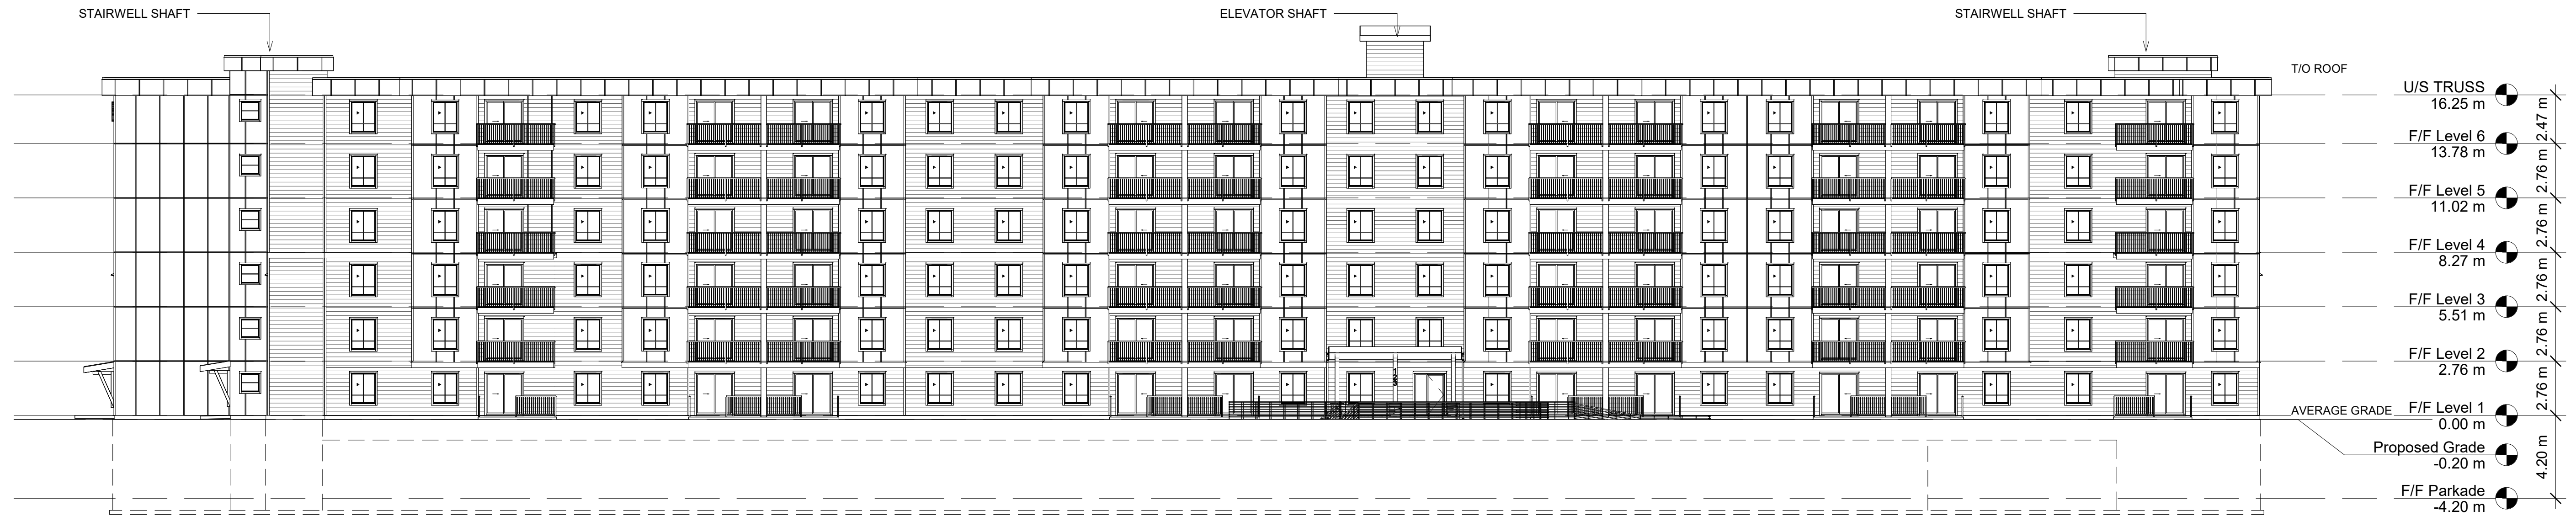 STAIRWELL SHAFT
ELEVATOR SHAFT
STAIRWELL SHAFT
T/O ROOF
U/S TRUSS
16.25 m
2.47 m
F/F Level 6
13.78 m
2.76 m
F/F Level 5
11.02 m
2.76 m
F/F Level 4
8.27 m
2.76 m
F/F Level 3
5.51 m
2.76 m
F/F Level 2
2.76 m
2.76 m
AVERAGE GRADE
F/F Level 1
0.00 m
Proposed Grade
-0.20 m
4.20 m
F/F Parkade
-4.20 m